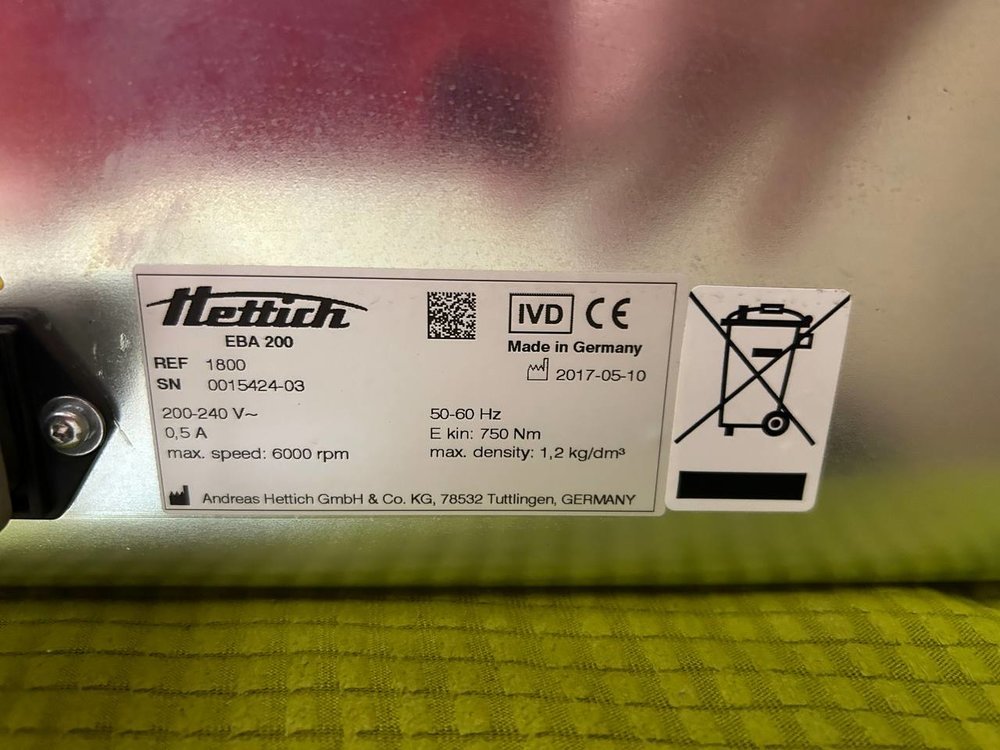 Hettich
EBA 200
REF 1800
SN 0015424-03
IVD CE
Made in Germany
2017-05-10
200-240 V~
0,5 A
max. speed: 6000 rpm
50-60 Hz
E kin: 750 Nm
max. density: 1,2 kg/dm³
Andreas Hettich GmbH & Co. KG, 78532 Tuttlingen, GERMANY